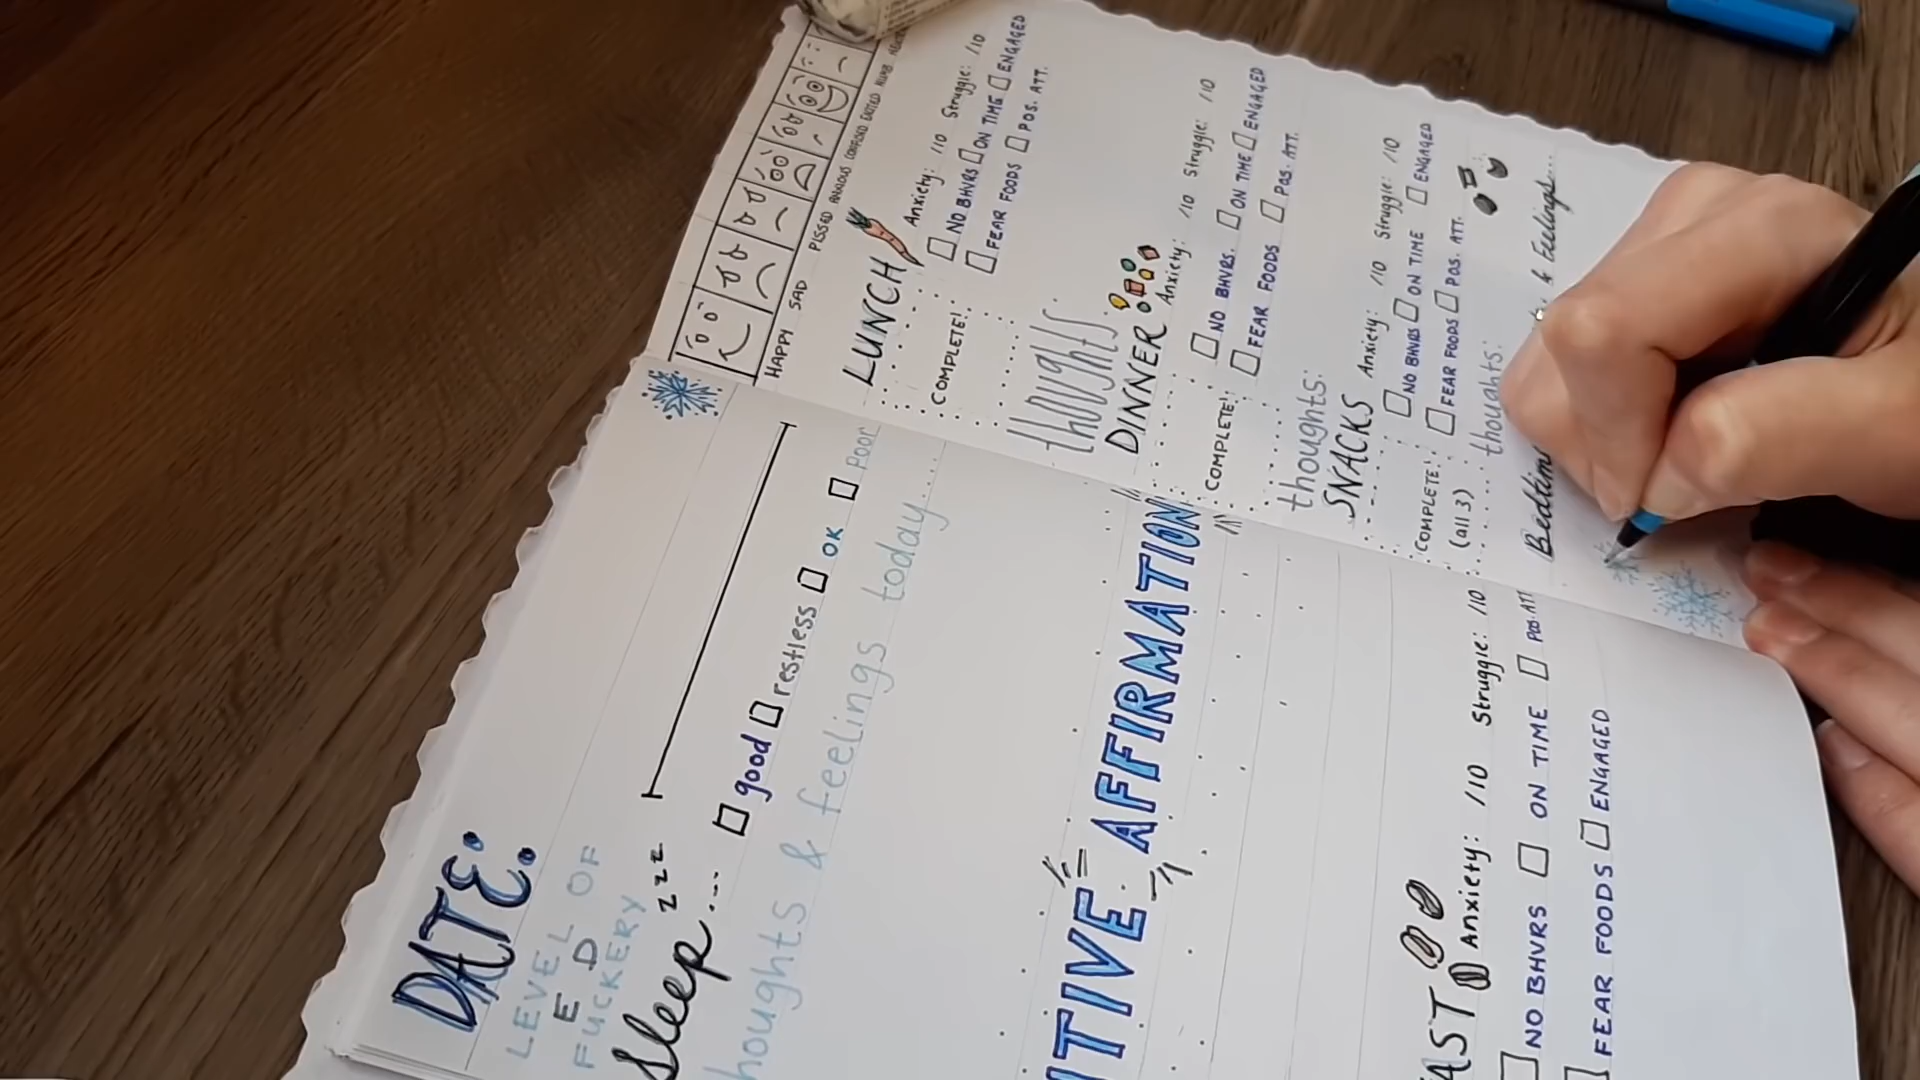 DATE:
LEVEL OF
E D
FUCKERY
Sleep... zzz
good restless OK Poor
houghts & feelings today....
ITIVE AFFIRMATION
AST
Anxiety: /10 Struggle: /10
NO BHVRS ON TIME POS. ATT
FEAR FOODS ENGAGED
HAPPY SAD PISSED ANXIOUS CONFUSED EXCITED NUMB
LUNCH
Anxiety: /10 Struggle: /10
COMPLETE! NO BHVRS ON TIME ENGAGED
FEAR FOODS POS. ATT.
thoughts
DINNER
Anxiety: /10 Struggle: /10
COMPLETE! NO BHVRS. ON TIME ENGAGED
FEAR FOODS POS. ATT.
thoughts:
SNACKS
Anxiety: /10 Struggle: /10
COMPLETE! NO BHVRS ON TIME ENGAGED
(all 3) FEAR FOODS POS. ATT.
thoughts:
Bedtim & Feelings...